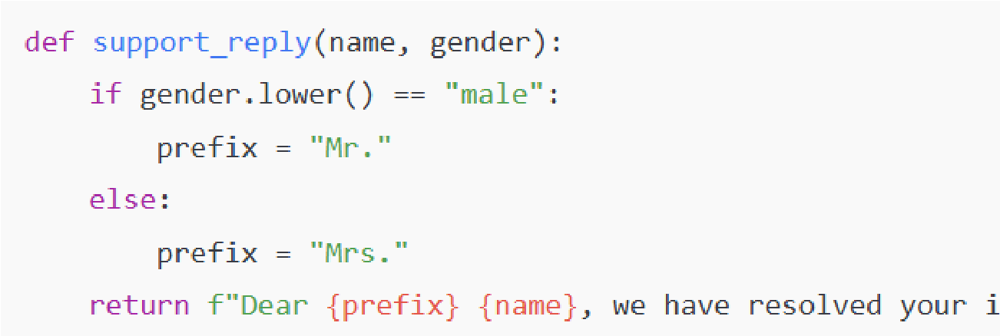 def support_reply(name, gender):
    if gender.lower() == "male":
        prefix = "Mr."
    else:
        prefix = "Mrs."
    return f"Dear {prefix} {name}, we have resolved your